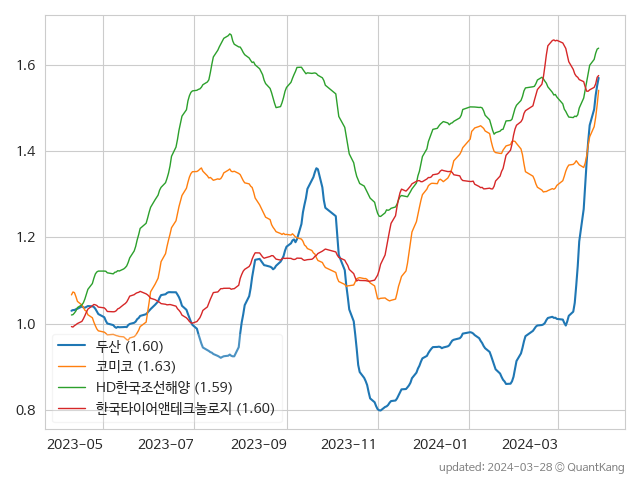 1.6
1.4
1.2
1.0
0.8
두산 (1.60)
코미코 (1.63)
HD한국조선해양 (1.59)
한국타이어앤테크놀로지 (1.60)
2023-05 2023-07 2023-09 2023-11 2024-01 2024-03
updated: 2024-03-28 © QuantKang